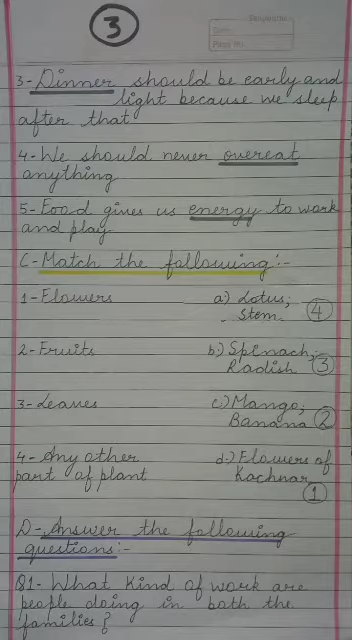 3
Date
Page No.
3- Dinner should be early and
light because we sleep
after that
4- We should never overeat
anything
5- Food gives us energy to work
and play
C- Match the following:-
1- Flowers a) Lotus,
Stem 4
2- Fruits b) Spinach,
Radish 3
3- Leaves c) Mango,
Banana 2
4- Any other d) Flowers of
part of plant Kachnar
1
D- Answer the following
questions:-
Q1- What kind of work are
people doing in both the
families?